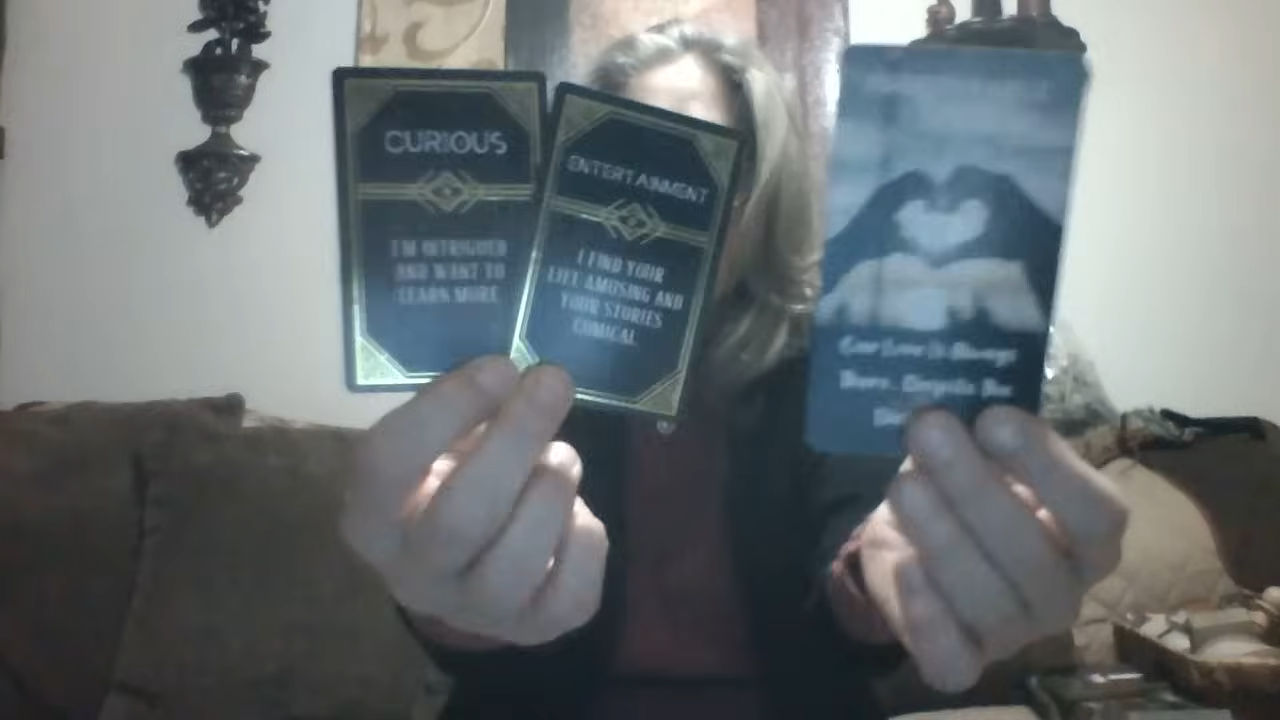 CURIOUS
I'M INTRIGUED
AND WANT TO
LEARN MORE
ENTERTAINMENT
I FIND YOUR
LIFE AMUSING AND
YOUR STORIES
COMICAL
Our Love Is Always
There.. Despite The